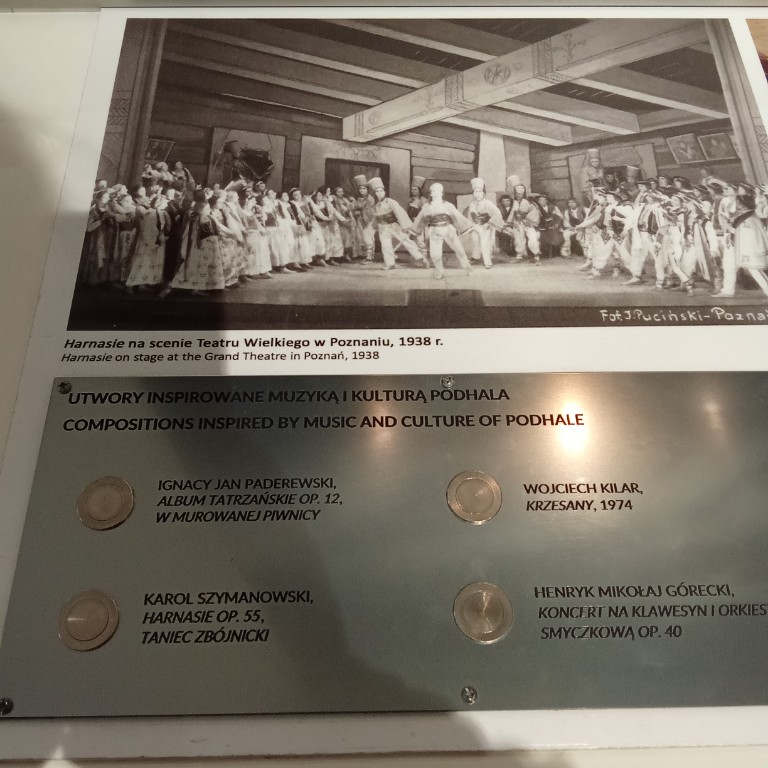 Fot. J. Puciński - Pozna
Harnasie na scenie Teatru Wielkiego w Poznaniu, 1938 r.
Harnasie on stage at the Grand Theatre in Poznań, 1938
UTWORY INSPIROWANE MUZYKĄ I KULTURĄ PODHALA
COMPOSITIONS INSPIRED BY MUSIC AND CULTURE OF PODHALE
IGNACY JAN PADEREWSKI,
ALBUM TATRZAŃSKIE OP. 12,
W MUROWANEJ PIWNICY
WOJCIECH KILAR,
KRZESANY, 1974
KAROL SZYMANOWSKI,
HARNASIE OP. 55,
TANIEC ZBÓJNICKI
HENRYK MIKOŁAJ GÓRECKI,
KONCERT NA KLAWESYN I ORKIES
SMYCZKOWĄ OP. 40